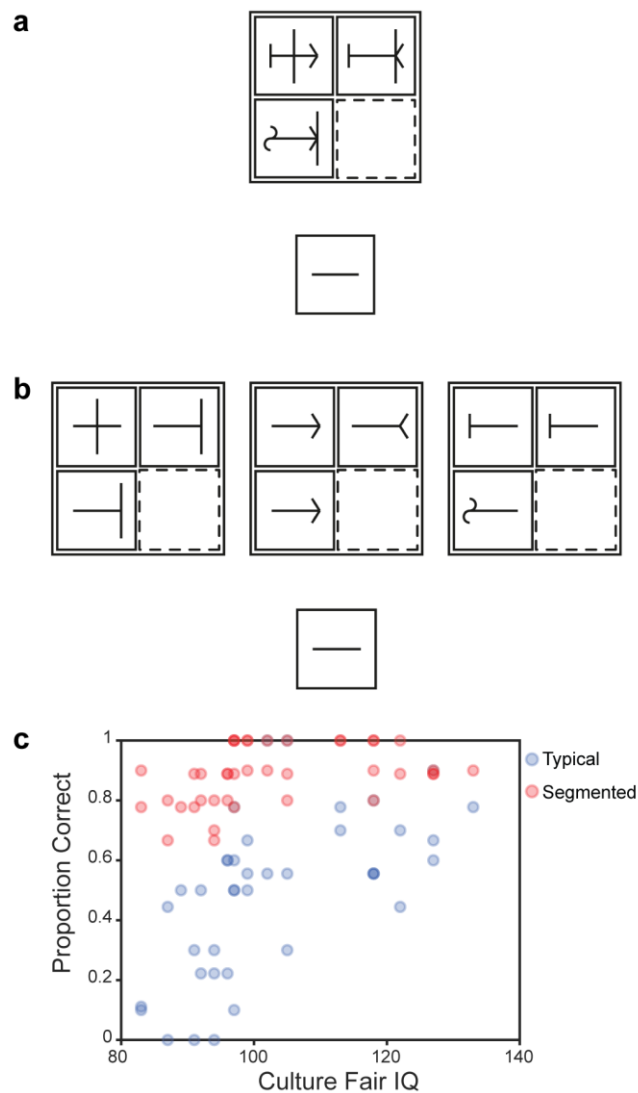 a
b
c
Proportion Correct
1
0.8
0.6
0.4
0.2
0
80
100
120
140
Culture Fair IQ
Typical
Segmented